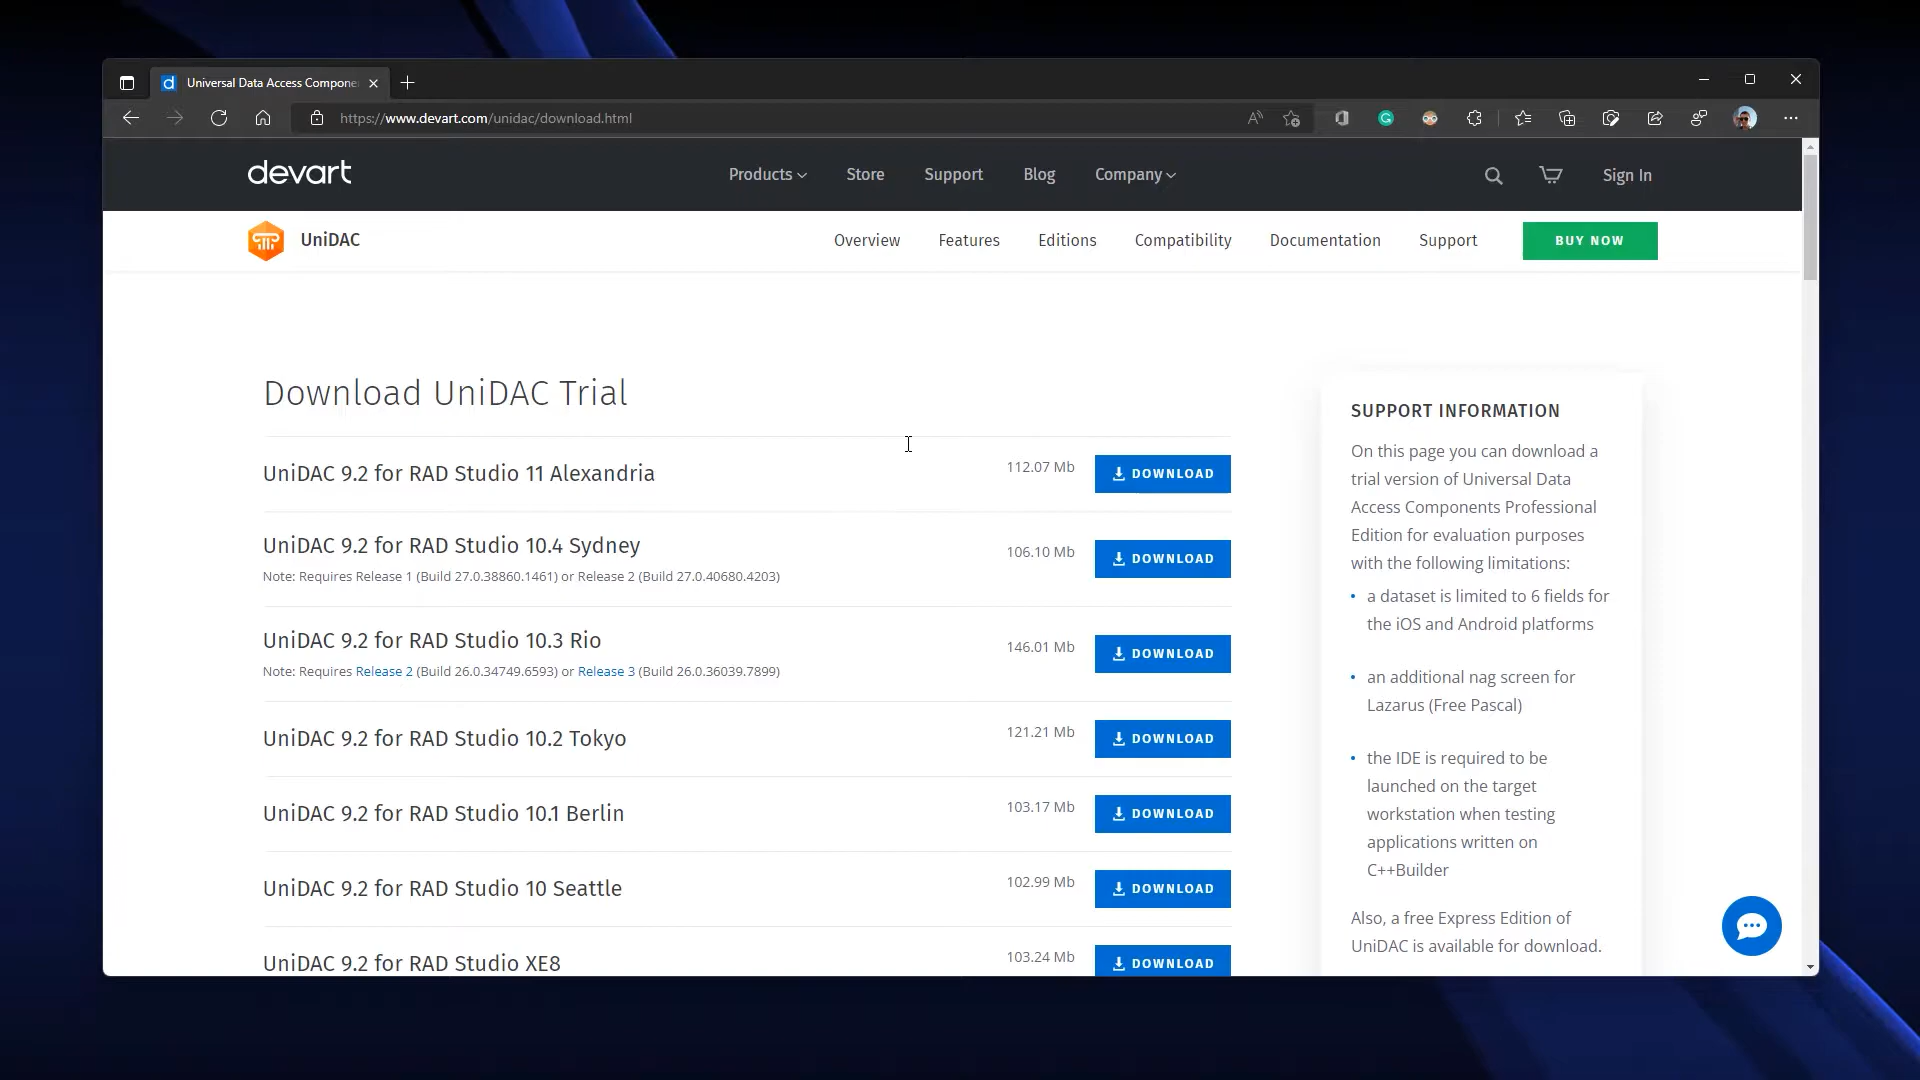 Universal Data Access Compone
https://www.devart.com/unidac/download.html
devart
Products
Store
Support
Blog
Company
Sign In
UniDAC
Overview
Features
Editions
Compatibility
Documentation
Support
BUY NOW
Download UniDAC Trial
UniDAC 9.2 for RAD Studio 11 Alexandria
112.07 Mb
DOWNLOAD
UniDAC 9.2 for RAD Studio 10.4 Sydney
Note: Requires Release 1 (Build 27.0.38860.1461) or Release 2 (Build 27.0.40680.4203)
106.10 Mb
DOWNLOAD
UniDAC 9.2 for RAD Studio 10.3 Rio
Note: Requires Release 2 (Build 26.0.34749.6593) or Release 3 (Build 26.0.36039.7899)
146.01 Mb
DOWNLOAD
UniDAC 9.2 for RAD Studio 10.2 Tokyo
121.21 Mb
DOWNLOAD
UniDAC 9.2 for RAD Studio 10.1 Berlin
103.17 Mb
DOWNLOAD
UniDAC 9.2 for RAD Studio 10 Seattle
102.99 Mb
DOWNLOAD
UniDAC 9.2 for RAD Studio XE8
103.24 Mb
DOWNLOAD
SUPPORT INFORMATION
On this page you can download a
trial version of Universal Data
Access Components Professional
Edition for evaluation purposes
with the following limitations:
• a dataset is limited to 6 fields for
the iOS and Android platforms
• an additional nag screen for
Lazarus (Free Pascal)
• the IDE is required to be
launched on the target
workstation when testing
applications written on
C++Builder
Also, a free Express Edition of
UniDAC is available for download.